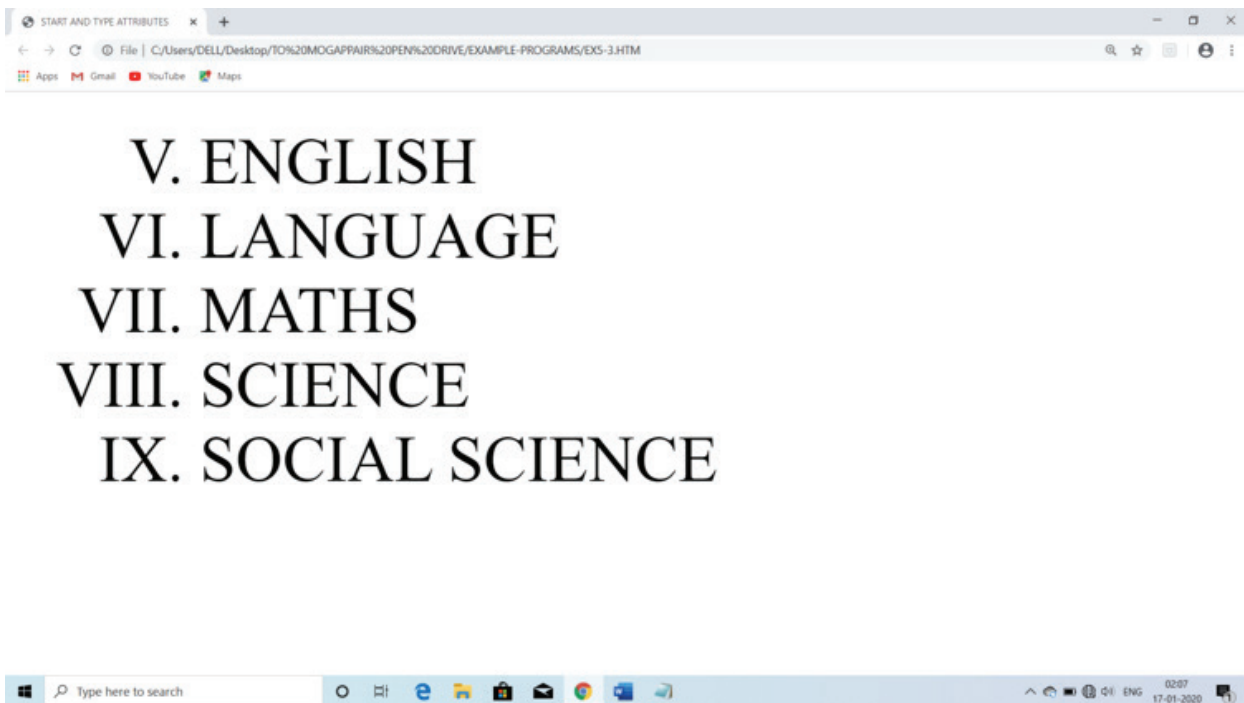 START AND TYPE ATTRIBUTES
File | C:/Users/DELL/Desktop/TO%20MOGAPPAIR%20PEN%20DRIVE/EXAMPLE-PROGRAMS/EX5-3.HTM
Apps Gmail YouTube Maps
V. ENGLISH
VI. LANGUAGE
VII. MATHS
VIII. SCIENCE
IX. SOCIAL SCIENCE
Type here to search ENG 02:07
17-01-2020